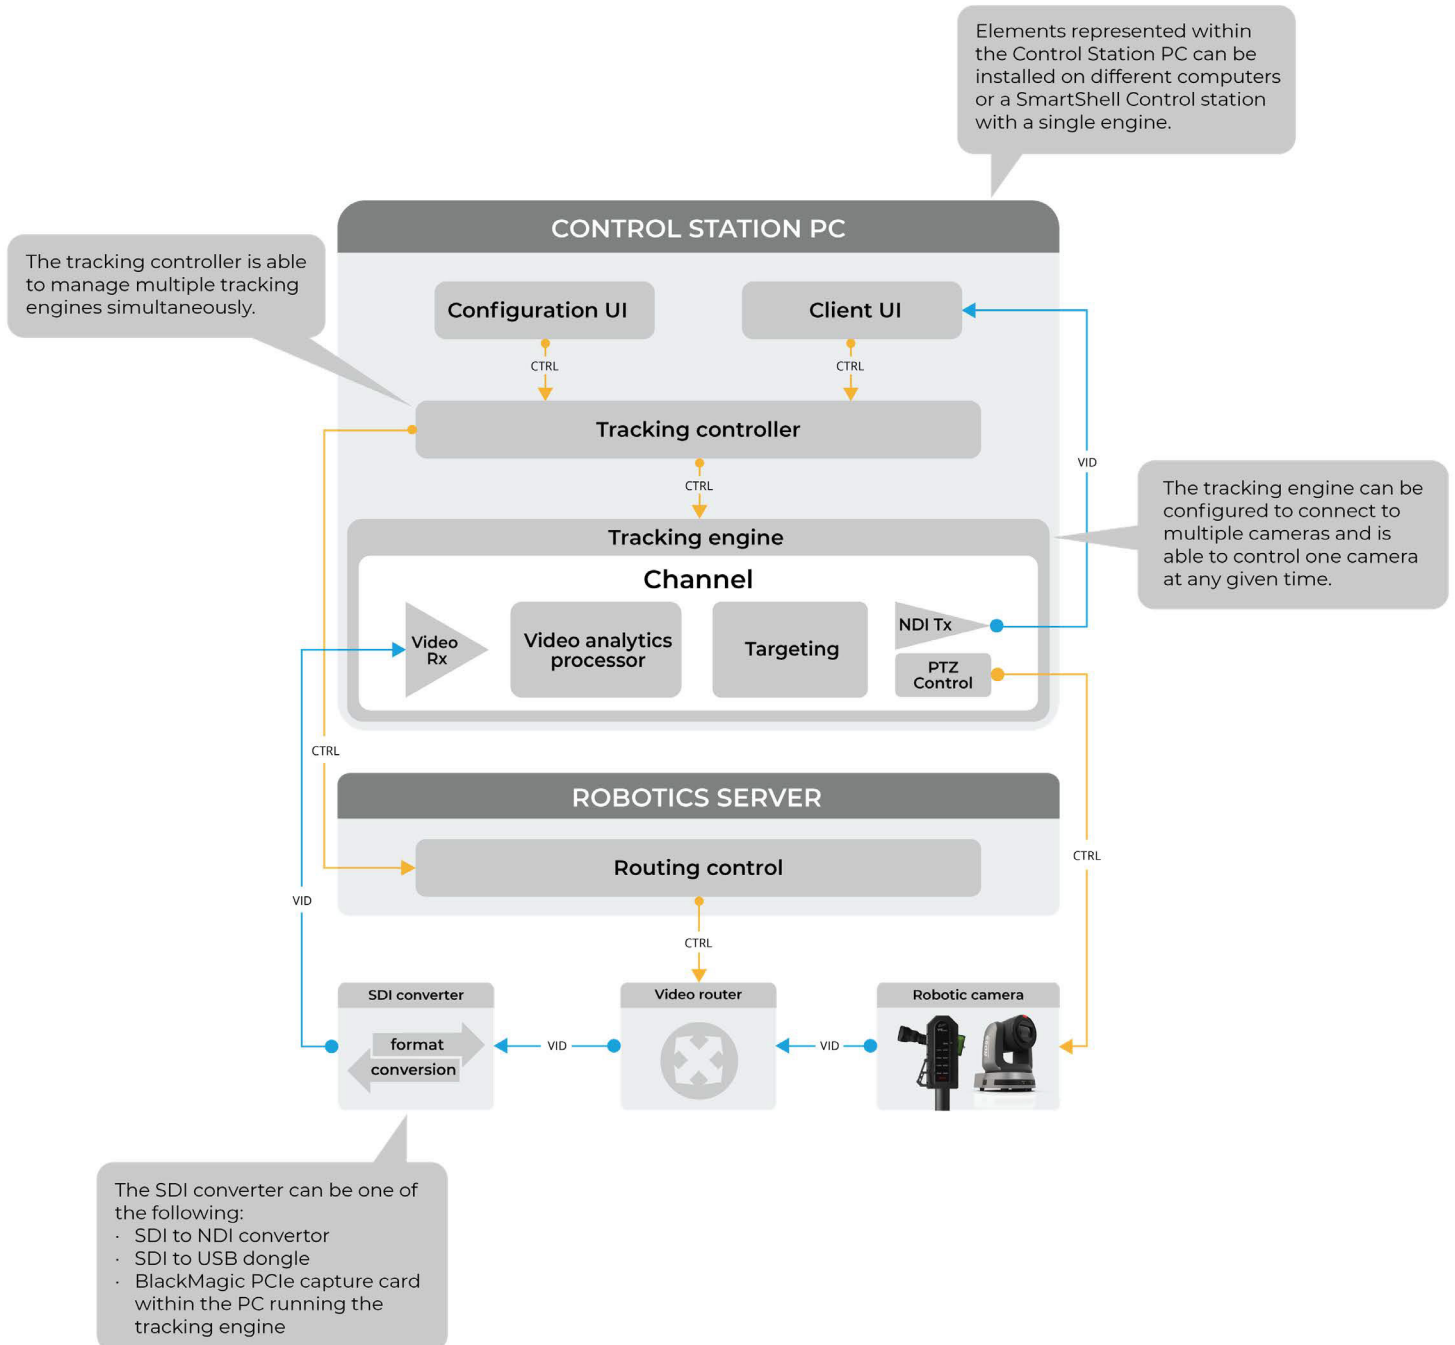 Elements represented within
the Control Station PC can be
installed on different computers
or a SmartShell Control station
with a single engine.
CONTROL STATION PC
The tracking controller is able
to manage multiple tracking
engines simultaneously.
Configuration UI
Client UI
CTRL
CTRL
Tracking controller
VID
CTRL
The tracking engine can be
configured to connect to
multiple cameras and is
able to control one camera
at any given time.
Tracking engine
Channel
Video
Rx
Video analytics
processor
Targeting
NDI Tx
PTZ
Control
CTRL
ROBOTICS SERVER
Routing control
CTRL
VID
CTRL
SDI converter
format
conversion
VID
Video router
VID
Robotic camera
The SDI converter can be one of
the following:
· SDI to NDI convertor
· SDI to USB dongle
· BlackMagic PCIe capture card
within the PC running the
tracking engine